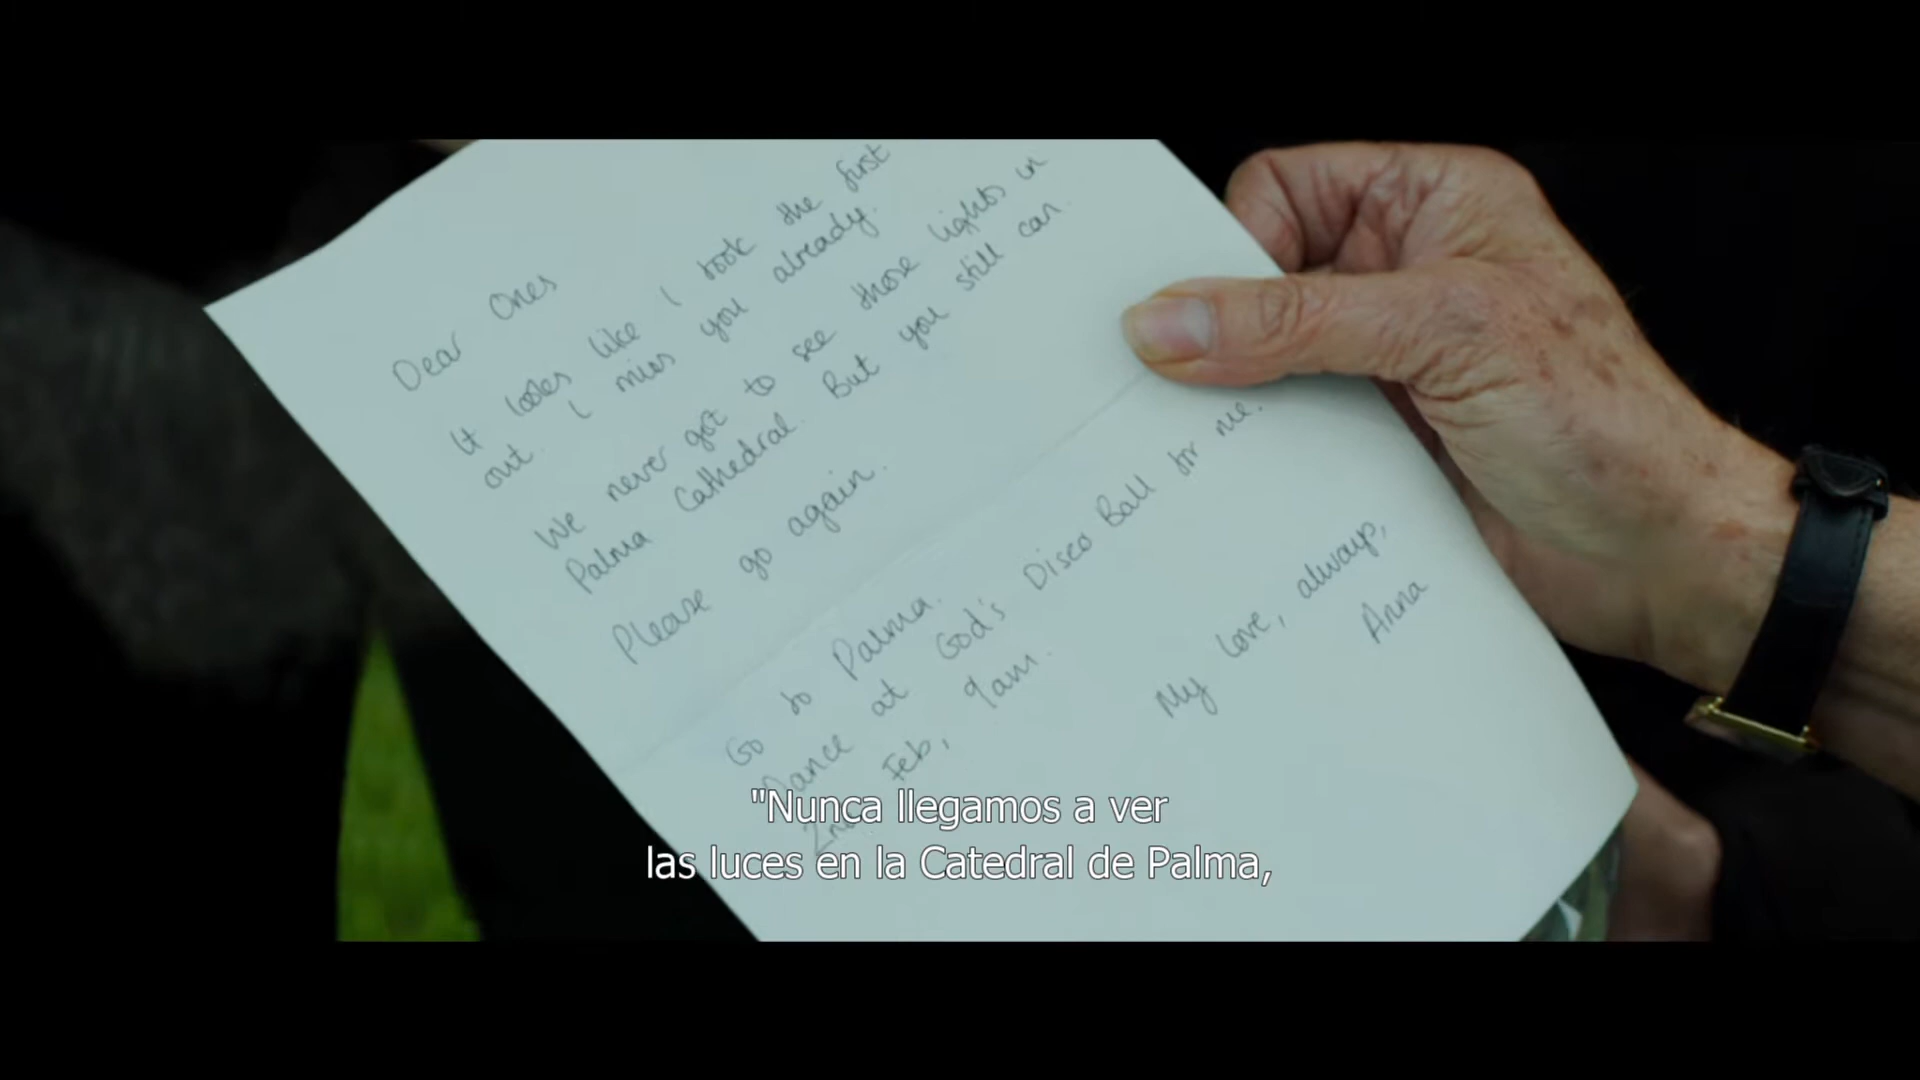 Dear Ones
It looks like I took the first
out. I miss you already.
We never got to see those lights in
Palma Cathedral. But you still can.
Please go again.
Go to Palma.
Dance at God's Disco Ball for me.
2nd Feb, 9am.
My love, always,
Anna
"Nunca llegamos a ver
las luces en la Catedral de Palma,